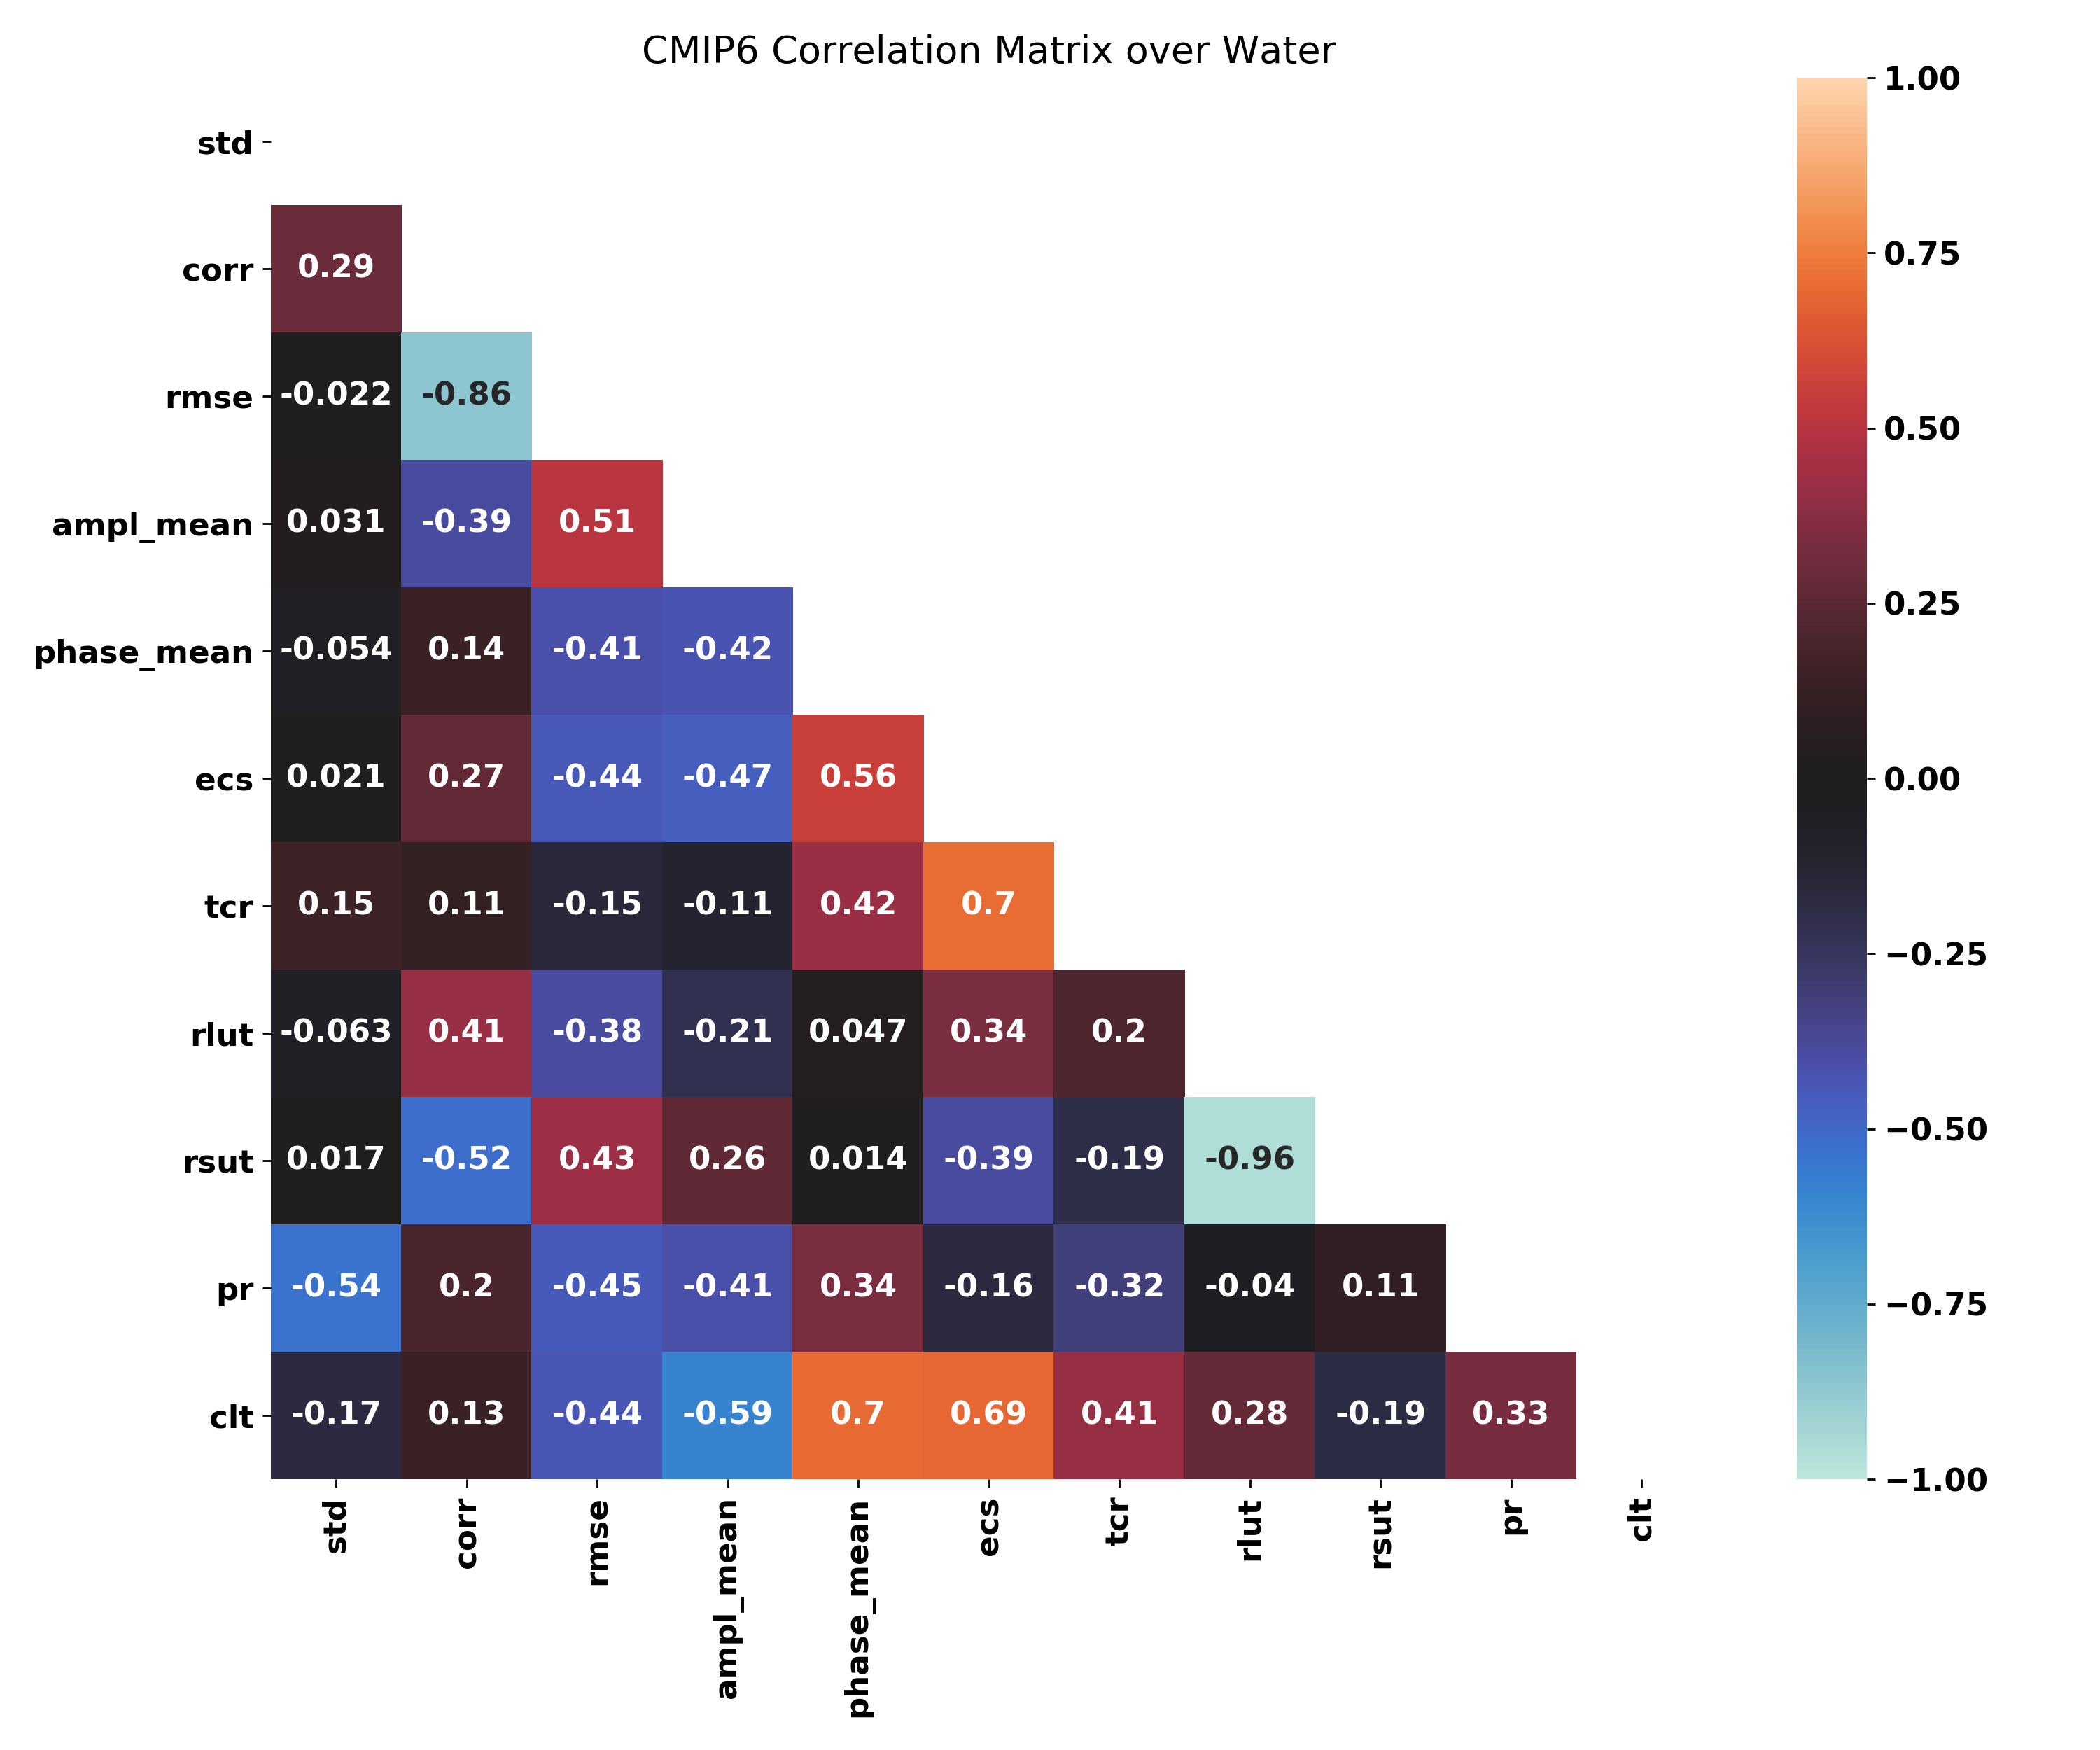 CMIP6 Correlation Matrix over Water
std
corr 0.29
rmse -0.022 -0.86
ampl_mean 0.031 -0.39 0.51
phase_mean -0.054 0.14 -0.41 -0.42
ecs 0.021 0.27 -0.44 -0.47 0.56
tcr 0.15 0.11 -0.15 -0.11 0.42 0.7
rlut -0.063 0.41 -0.38 -0.21 0.047 0.34 0.2
rsut 0.017 -0.52 0.43 0.26 0.014 -0.39 -0.19 -0.96
pr -0.54 0.2 -0.45 -0.41 0.34 -0.16 -0.32 -0.04 0.11
clt -0.17 0.13 -0.44 -0.59 0.7 0.69 0.41 0.28 -0.19 0.33
std corr rmse ampl_mean phase_mean ecs tcr rlut rsut pr clt
1.00
0.75
0.50
0.25
0.00
−0.25
−0.50
−0.75
−1.00